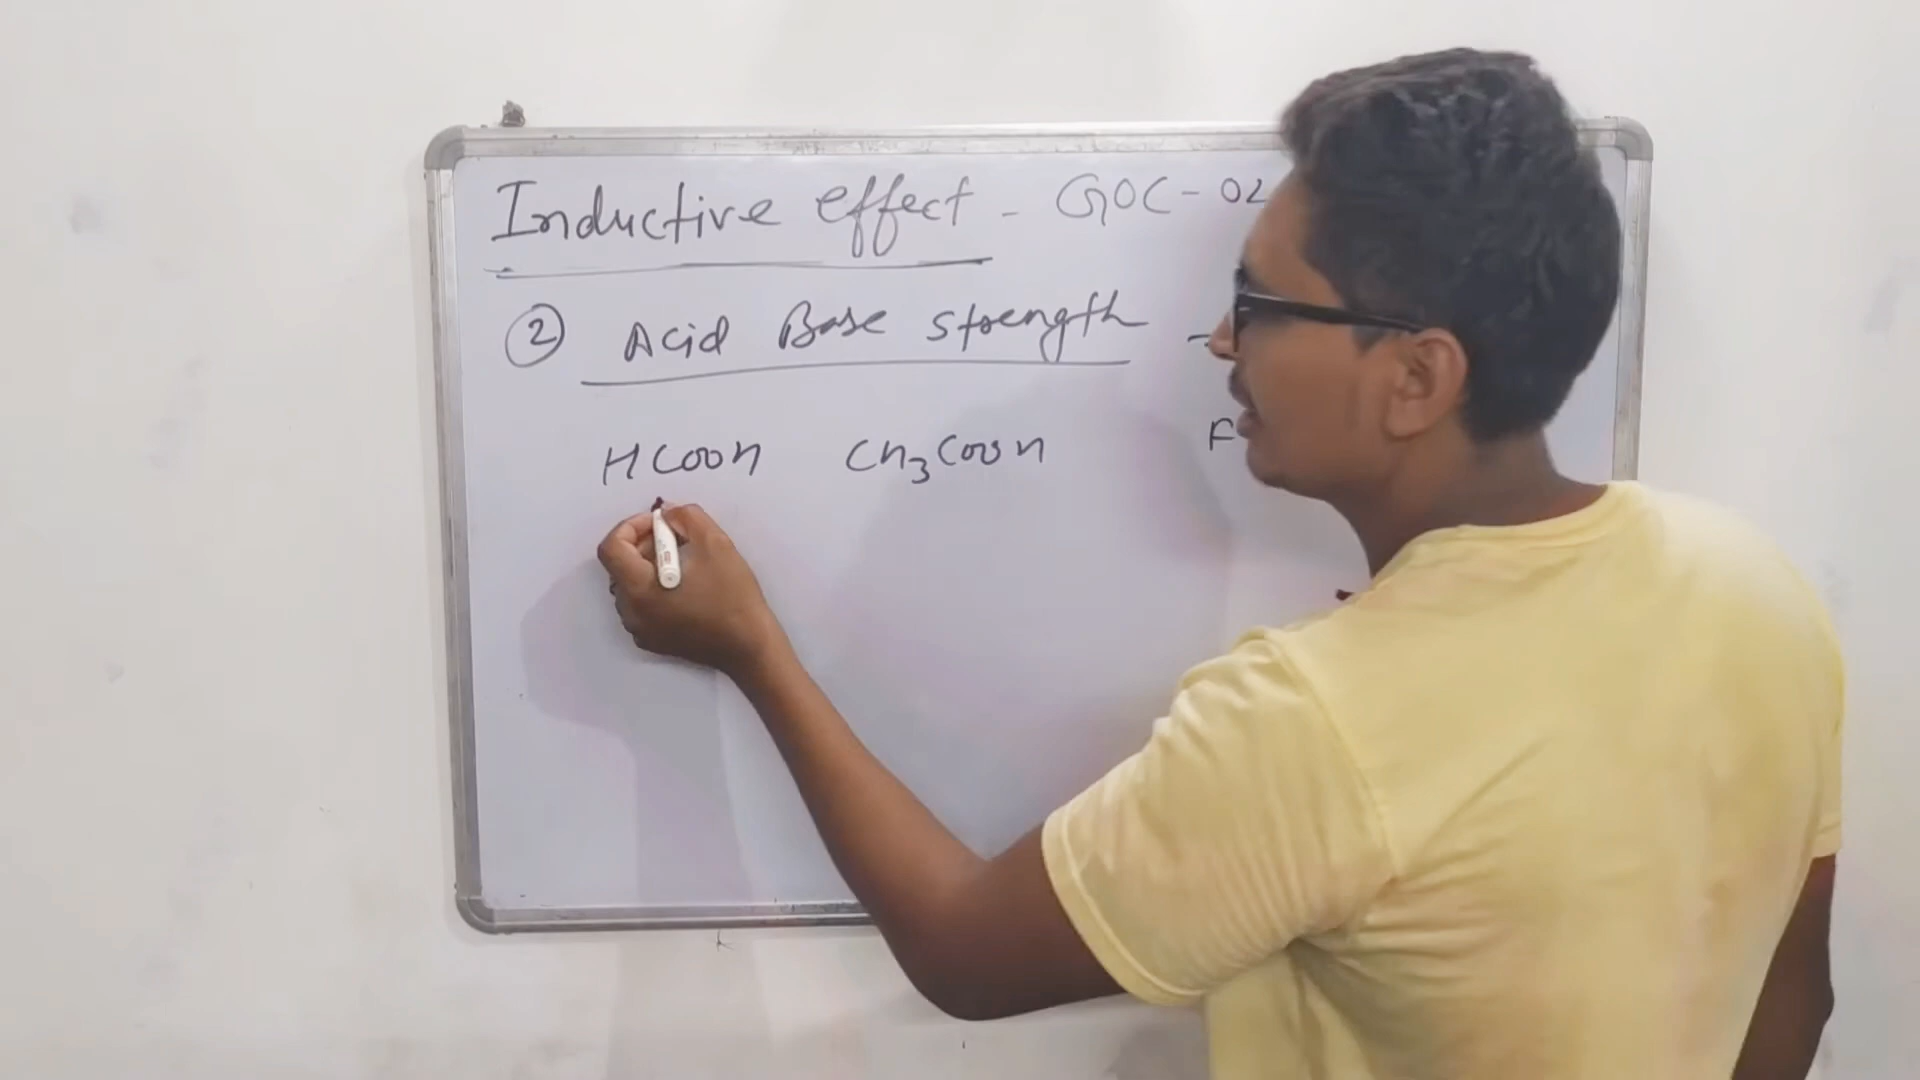 Inductive effect - GOC-02
② Acid Base strength
HCOOH CH₃COOH F